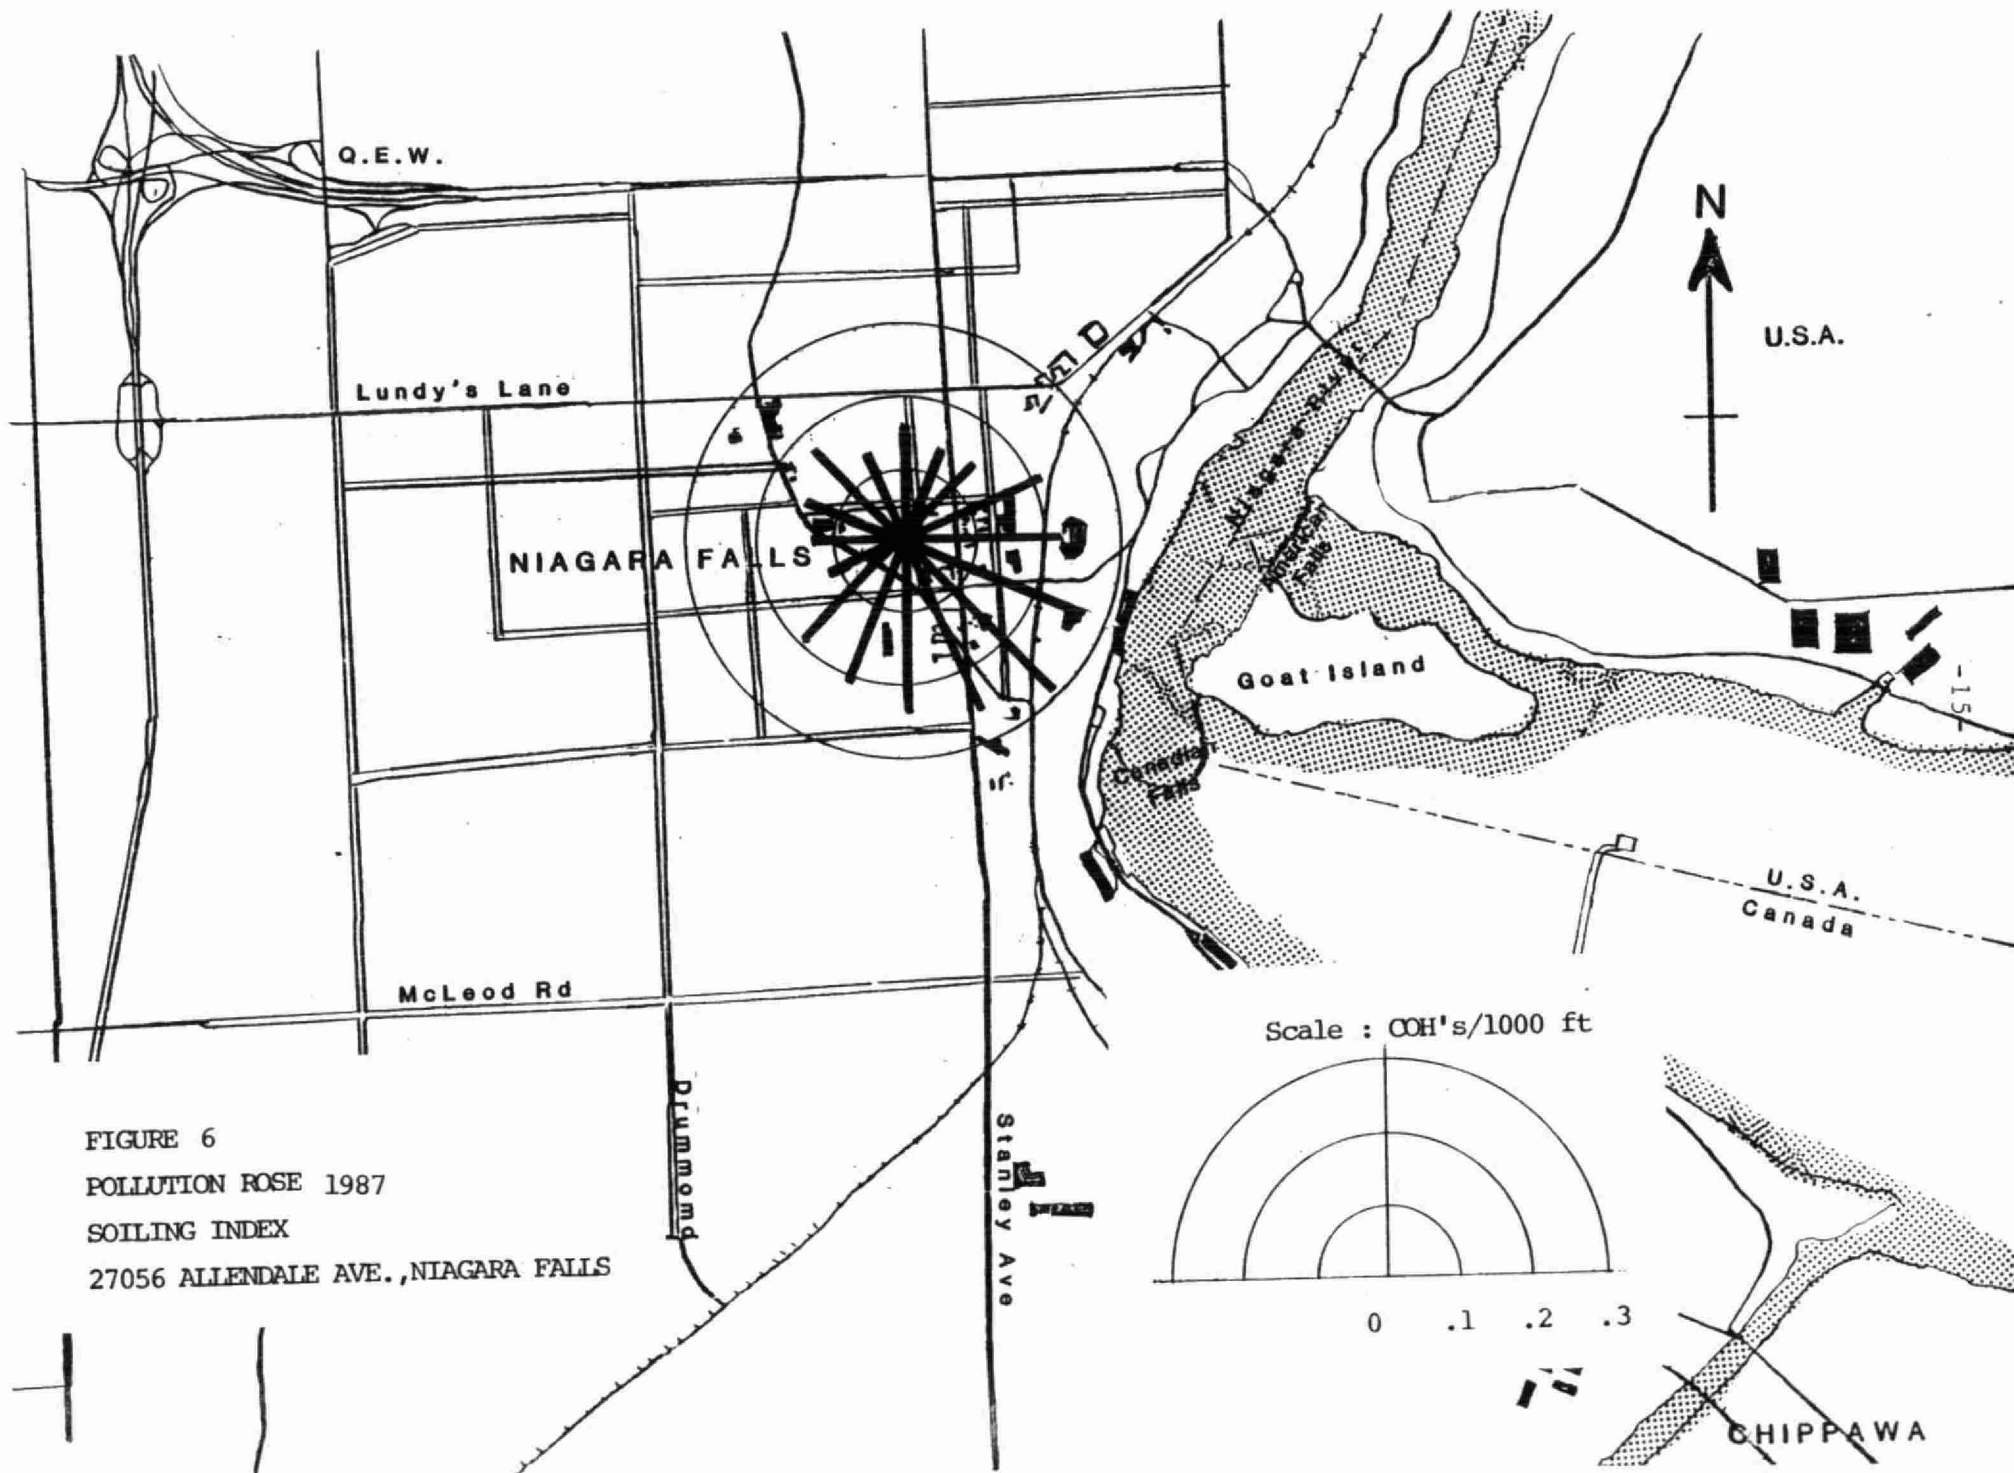 Q.E.W.
N
U.S.A.
Lundy's Lane
Niagara River
American
Falls
NIAGARA FALLS
Goat Island
-15-
Canadian
Falls
U.S.A.
Canada
McLeod Rd
Scale : COH's/1000 ft
0 .1 .2 .3
Drummomd
Stanley Ave
FIGURE 6
POLLUTION ROSE 1987
SOILING INDEX
27056 ALLENDALE AVE.,NIAGARA FALLS
CHIPPAWA